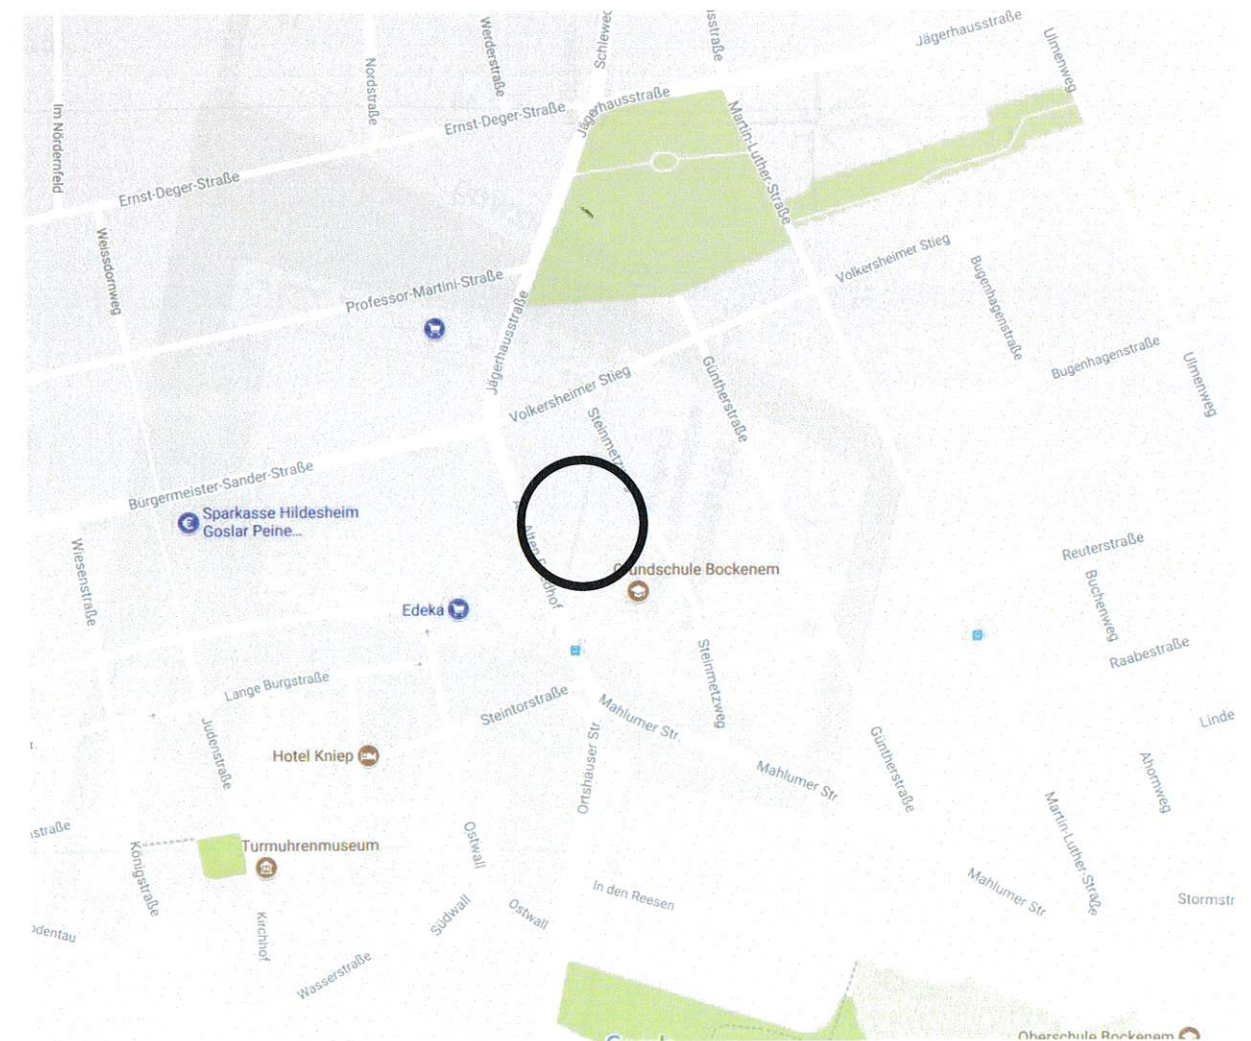 Jägerhausstraße
Ulmenweg
Werderstraße
Nordstraße
Jägerhausstraße
Ernst-Deger-Straße
Im Nördernfeld
Martin-Luther-Straße
Ernst-Deger-Straße
Weissdornweg
Volkersheimer Stieg
Bugenhagenstraße
Professor-Martini-Straße
Jägerhausstraße
Bugenhagenstraße
Ulmenweg
Volkersheimer Stieg
Güntherstraße
Bürgermeister-Sander-Straße
Sparkasse Hildesheim
Goslar Peine...
Wiesenstraße
Reuterstraße
Grundschule Bockenem
Buchenweg
Edeka
Raabestraße
Steinmetzweg
Lange Burgstraße
Steintorstraße
Mahlumer Str.
Linde
Judenstraße
Hotel Kniep
Ortshäuser Str
Mahlumer Str
Güntherstraße
Ahornweg
Martin-Luther-Straße
Turmuhrenmuseum
Königstraße
Ostwall
In den Reesen
Mahlumer Str
Stormstr
Südwall
Ostwall
Kirchhof
Wasserstraße
Oberschule Bockenem